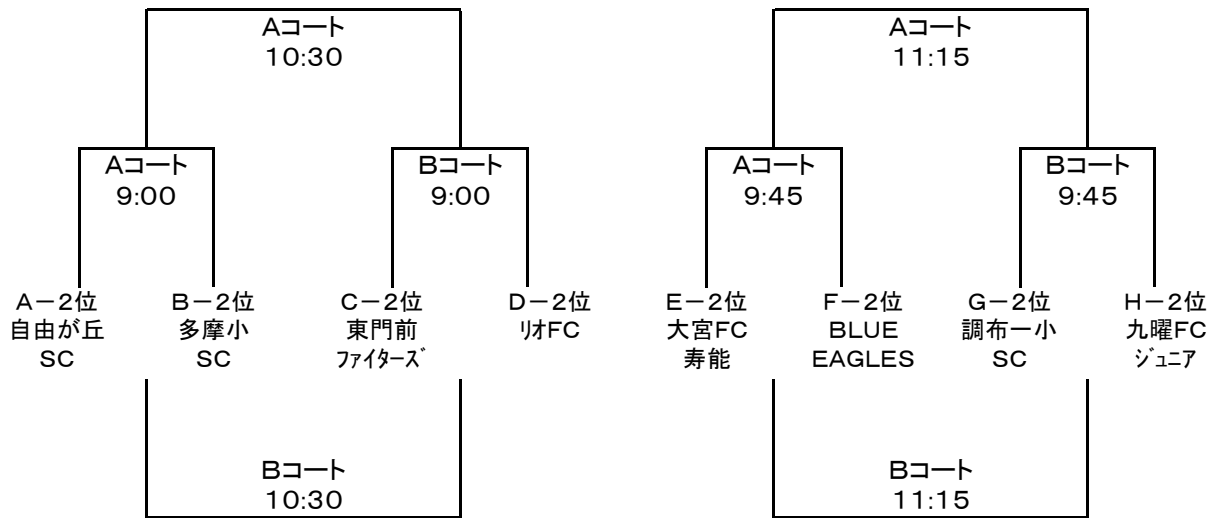 Aコート
10:30
Aコート
11:15
Aコート
9:00
Bコート
9:00
Aコート
9:45
Bコート
9:45
A－2位
自由が丘
SC
B－2位
多摩小
SC
C－2位
東門前
ﾌｧｲﾀｰｽﾞ
D－2位
ﾘｵFC
E－2位
大宮FC
寿能
F－2位
BLUE
EAGLES
G－2位
調布一小
SC
H－2位
九曜FC
ｼﾞｭﾆｱ
Bコート
10:30
Bコート
11:15